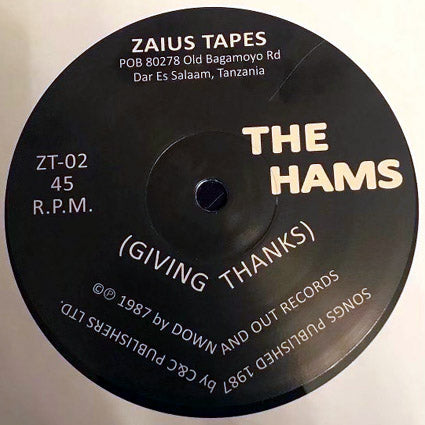 ZAIUS TAPES
POB 80278 Old Bagamoyo Rd
Dar Es Salaam, Tanzania
THE
HAMS
ZT-02
45
R.P.M.
(GIVING THANKS)
©℗ 1987 by DOWN AND OUT RECORDS
SONGS PUBLISHED 1987 by C&C PUBLISHERS LTD.